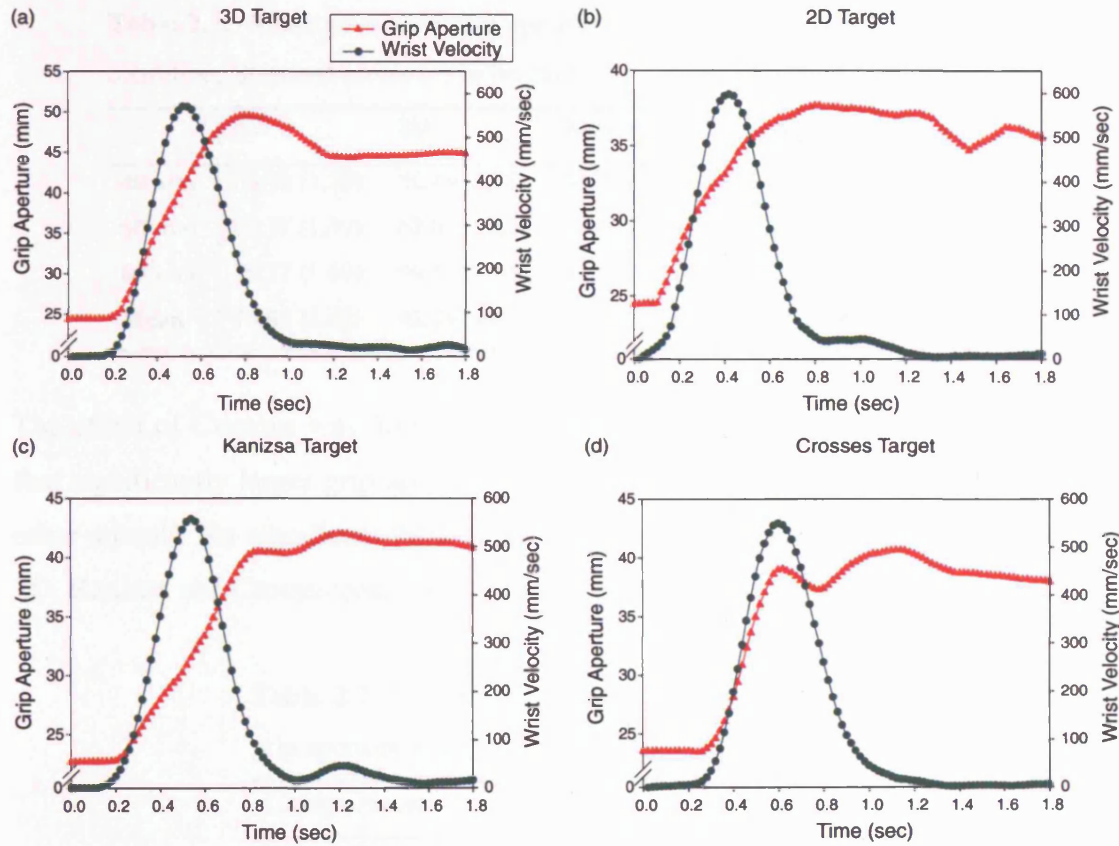 (a)
3D Target
Grip Aperture
Wrist Velocity
(b)
2D Target
55
50
45
40
35
30
25
0
Grip Aperture (mm)
600
500
400
300
200
100
0
Wrist Velocity (mm/sec)
0.0 0.2 0.4 0.6 0.8 1.0 1.2 1.4 1.6 1.8
Time (sec)
40
35
30
25
0
Grip Aperture (mm)
600
500
400
300
200
100
0
Wrist Velocity (mm/sec)
0.0 0.2 0.4 0.6 0.8 1.0 1.2 1.4 1.6 1.8
Time (sec)
(c)
Kanizsa Target
(d)
Crosses Target
45
40
35
30
25
0
Grip Aperture (mm)
600
500
400
300
200
100
0
Wrist Velocity (mm/sec)
0.0 0.2 0.4 0.6 0.8 1.0 1.2 1.4 1.6 1.8
Time (sec)
45
40
35
30
25
0
Grip Aperture (mm)
600
500
400
300
200
100
0
Wrist Velocity (mm/sec)
0.0 0.2 0.4 0.6 0.8 1.0 1.2 1.4 1.6 1.8
Time (sec)